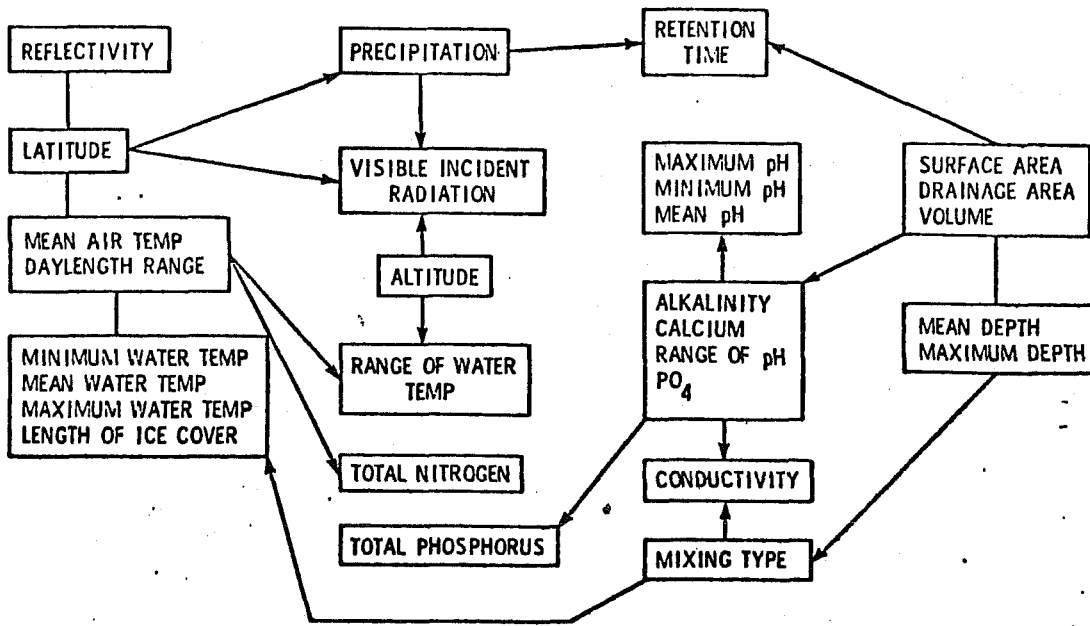 REFLECTIVITY
PRECIPITATION
RETENTION
TIME
LATITUDE
VISIBLE INCIDENT
RADIATION
MAXIMUM pH
MINIMUM pH
MEAN pH
SURFACE AREA
DRAINAGE AREA
VOLUME
MEAN AIR TEMP
DAYLENGTH RANGE
ALTITUDE
ALKALINITY
CALCIUM
RANGE OF pH
PO4
MEAN DEPTH
MAXIMUM DEPTH
MINIMUM WATER TEMP
MEAN WATER TEMP
MAXIMUM WATER TEMP
LENGTH OF ICE COVER
RANGE OF WATER
TEMP
TOTAL NITROGEN
CONDUCTIVITY
TOTAL PHOSPHORUS
MIXING TYPE